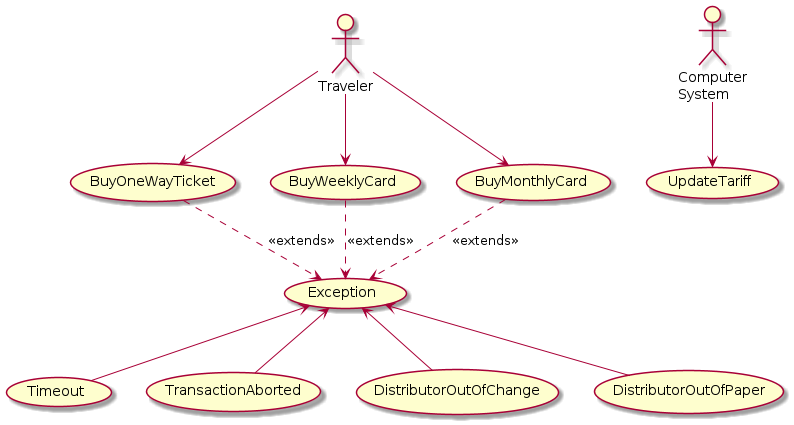 Traveler
Computer
System
BuyOneWayTicket
BuyWeeklyCard
BuyMonthlyCard
UpdateTariff
«extends»
«extends»
«extends»
Exception
Timeout
TransactionAborted
DistributorOutOfChange
DistributorOutOfPaper